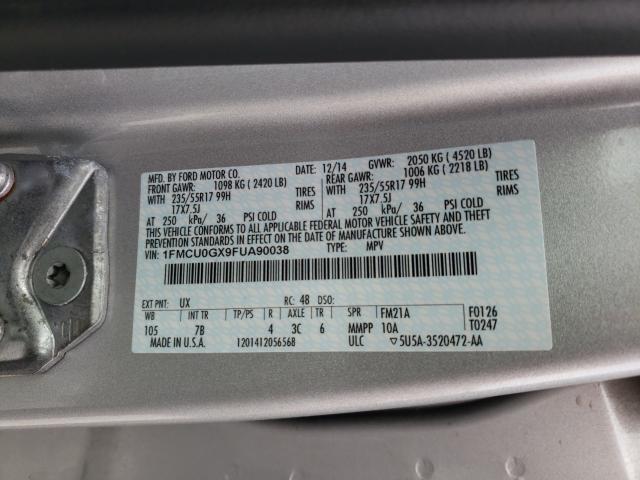 MFD. BY FORD MOTOR CO.
12/14 GVWR: 2050 KG ( 4520 LB)
FRONT GAWR: 1098 KG ( 2420 LB) REAR GAWR: 1006 KG ( 2218 LB)
WITH 235/55R17 99H TIRES WITH 235/55R17 99H TIRES
17X7.5J RIMS 17X7.5J RIMS
AT 250 kPa/ 36 PSI COLD AT 250 kPa/ 36 PSI COLD
THIS VEHICLE CONFORMS TO ALL APPLICABLE FEDERAL MOTOR VEHICLE SAFETY AND BUMPER AND THEFT
PREVENTION STANDARDS IN EFFECT ON THE DATE OF MANUFACTURE SHOWN ABOVE.
VIN: 1FMCU0GX9FUA90038
TYPE: MPV
EXT PNT: UX RC: 48 DSO:
105 INT TR TP/PS R AXLE TR SPR FM21A F0126
7B 4 3C 6 MMPP 10A T0247
MADE IN U.S.A. 1201412056568 ULC ▽5U5A-3520472-AA